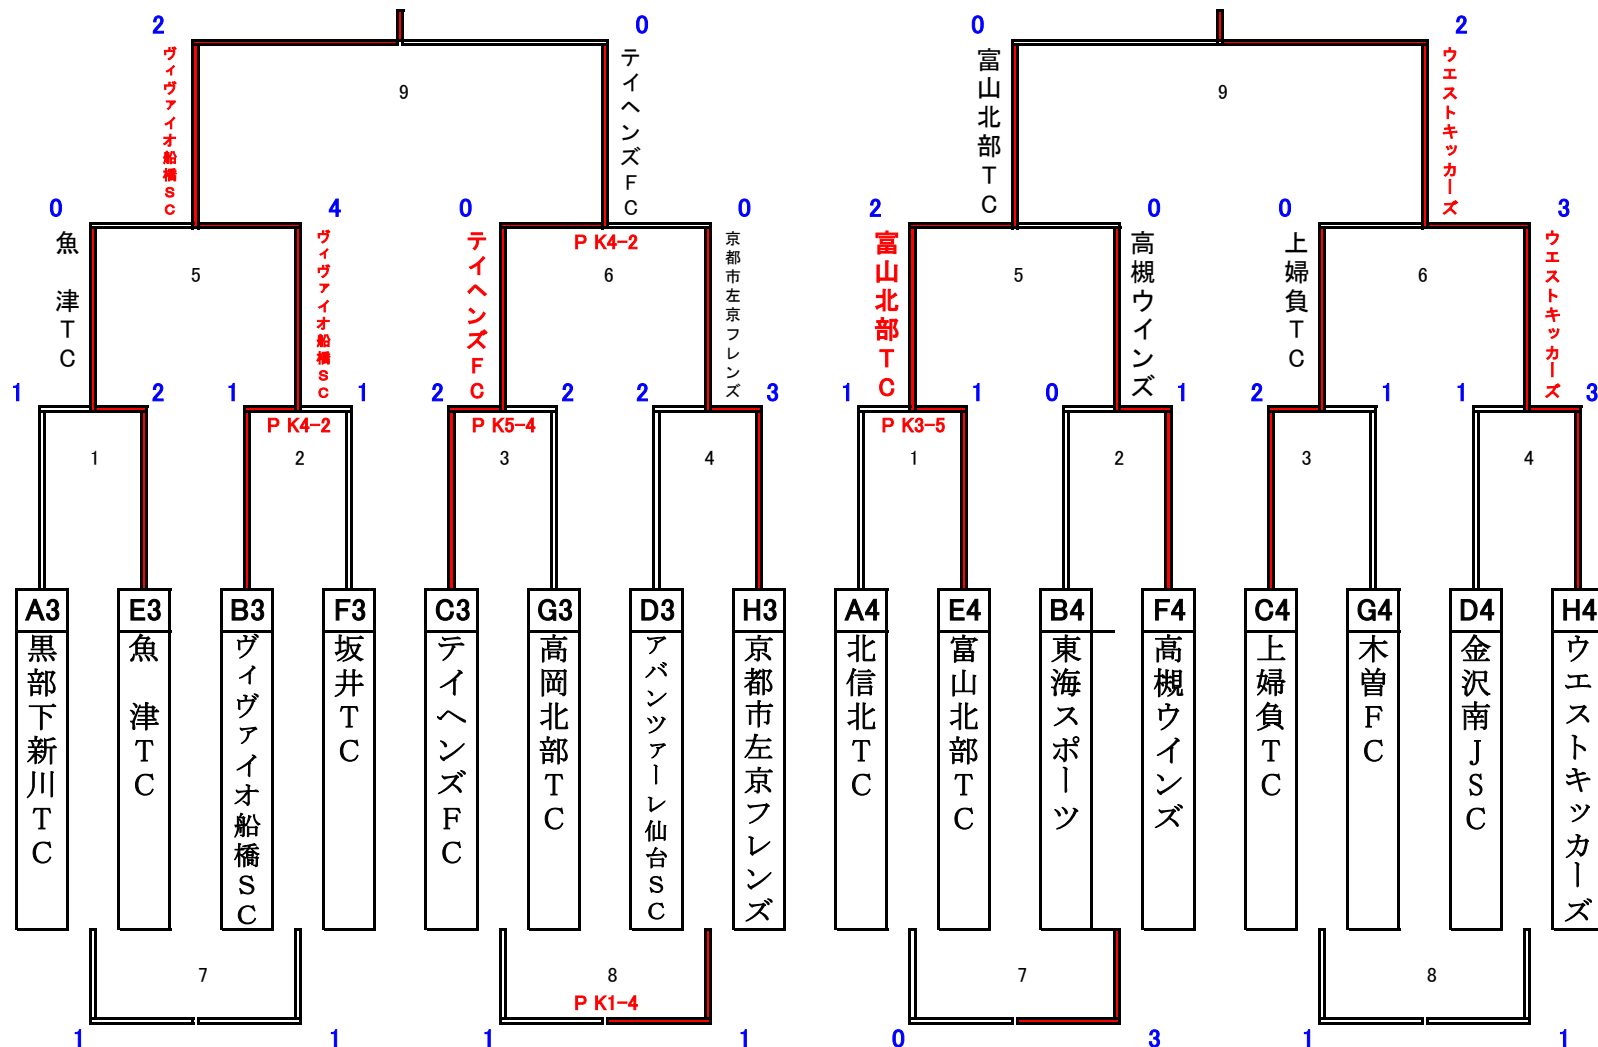 2
0
0
2
ヴィヴァイオ船橋SC
テイヘンズFC
富山北部TC
ウエストキッカーズ
9
9
0
4
0
0
2
0
0
3
魚　津TC
ヴィヴァイオ船橋SC
テイヘンズFC
P K4-2
京都市左京フレンズ
富山北部TC
高槻ウインズ
上婦負TC
ウエストキッカーズ
5
6
5
6
1
2
1
1
2
2
2
3
1
1
0
1
2
1
1
3
P K4-2
P K5-4
P K3-5
1
2
3
4
1
2
3
4
A3
E3
B3
F3
C3
G3
D3
H3
A4
E4
B4
F4
C4
G4
D4
H4
黒部下新川TC
魚　津TC
ヴィヴァイオ船橋SC
坂井TC
テイヘンズFC
高岡北部TC
アバンツァーレ仙台SC
京都市左京フレンズ
北信北TC
富山北部TC
東海スポーツ
高槻ウインズ
上婦負TC
木曽FC
金沢南JSC
ウエストキッカーズ
7
8
7
8
P K1-4
1
1
1
1
0
3
1
1